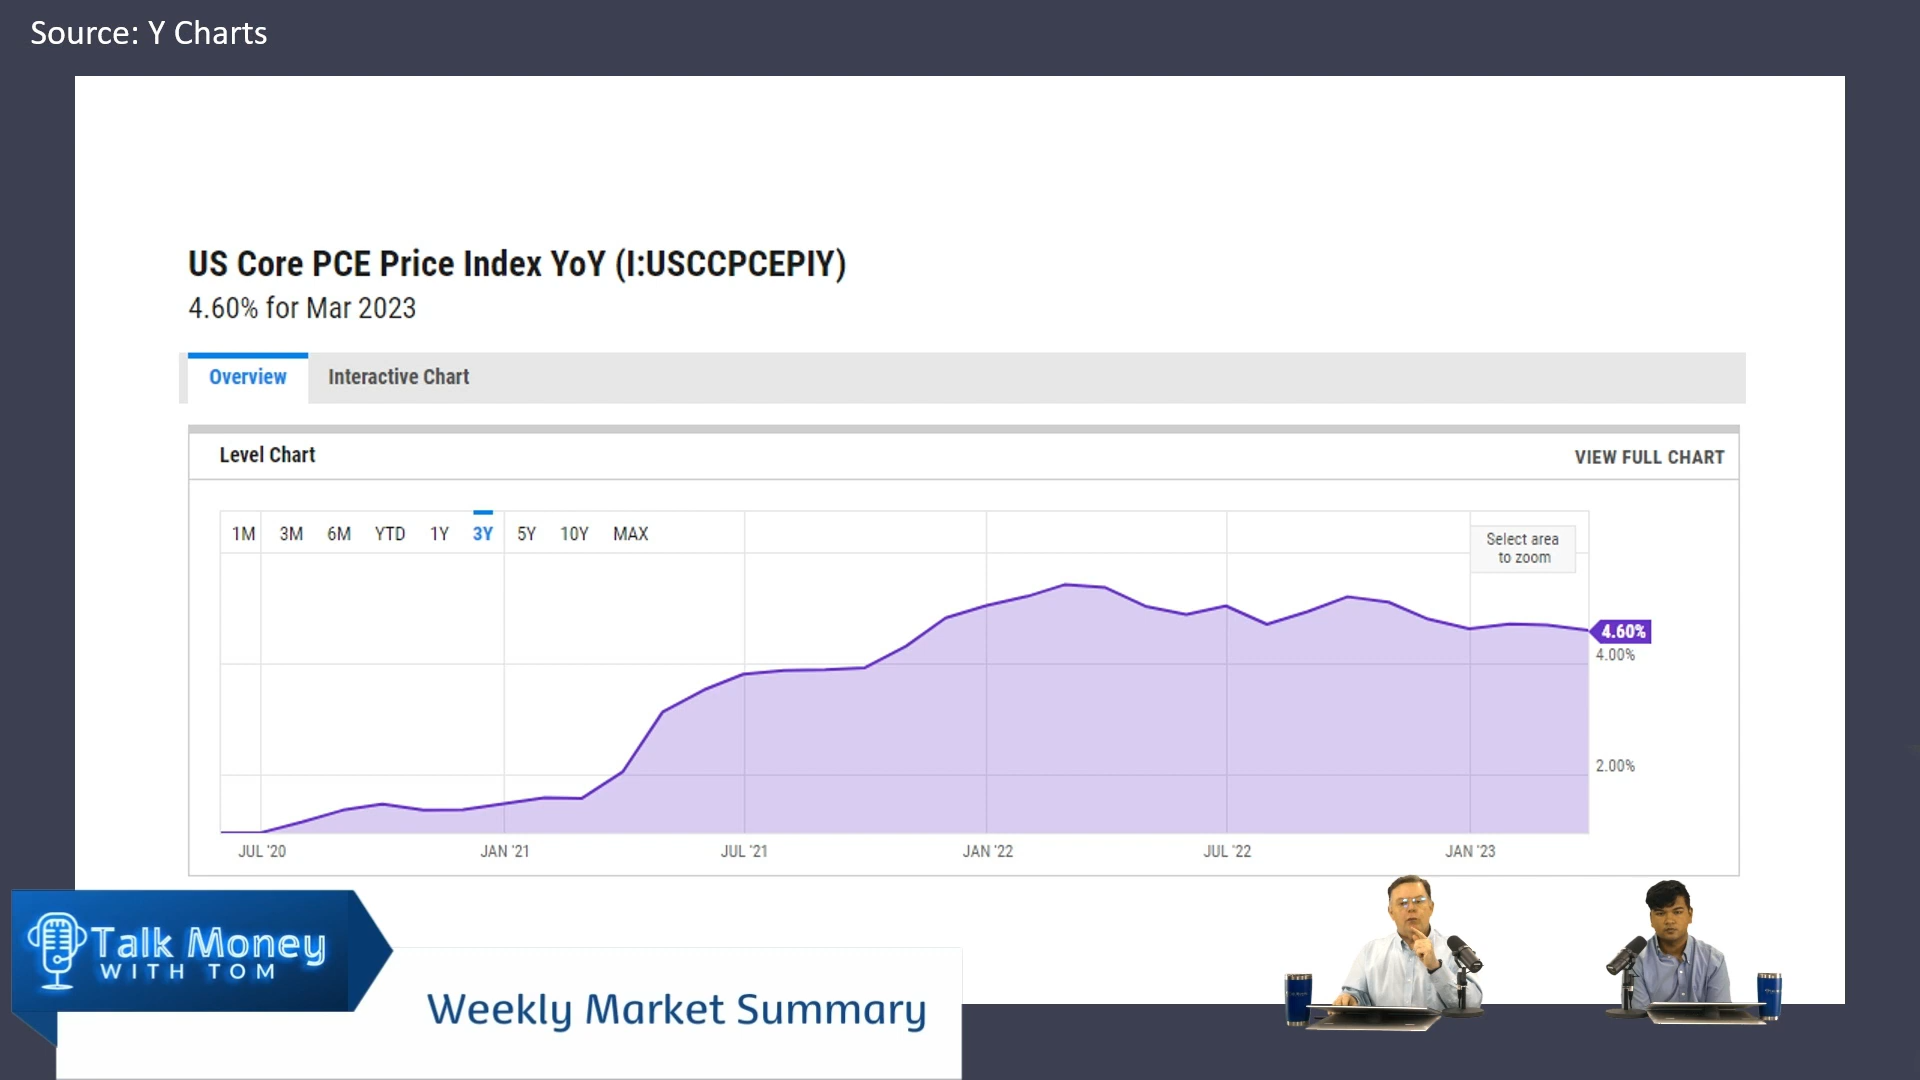 Source: Y Charts
US Core PCE Price Index YoY (I:USCCPCEPIY)
4.60% for Mar 2023
Overview
Interactive Chart
Level Chart
VIEW FULL CHART
1M 3M 6M YTD 1Y 3Y 5Y 10Y MAX
Select area
to zoom
4.60%
4.00%
2.00%
JUL '20 JAN '21 JUL '21 JAN '22 JUL '22 JAN '23
Talk Money
WITH TOM
Weekly Market Summary